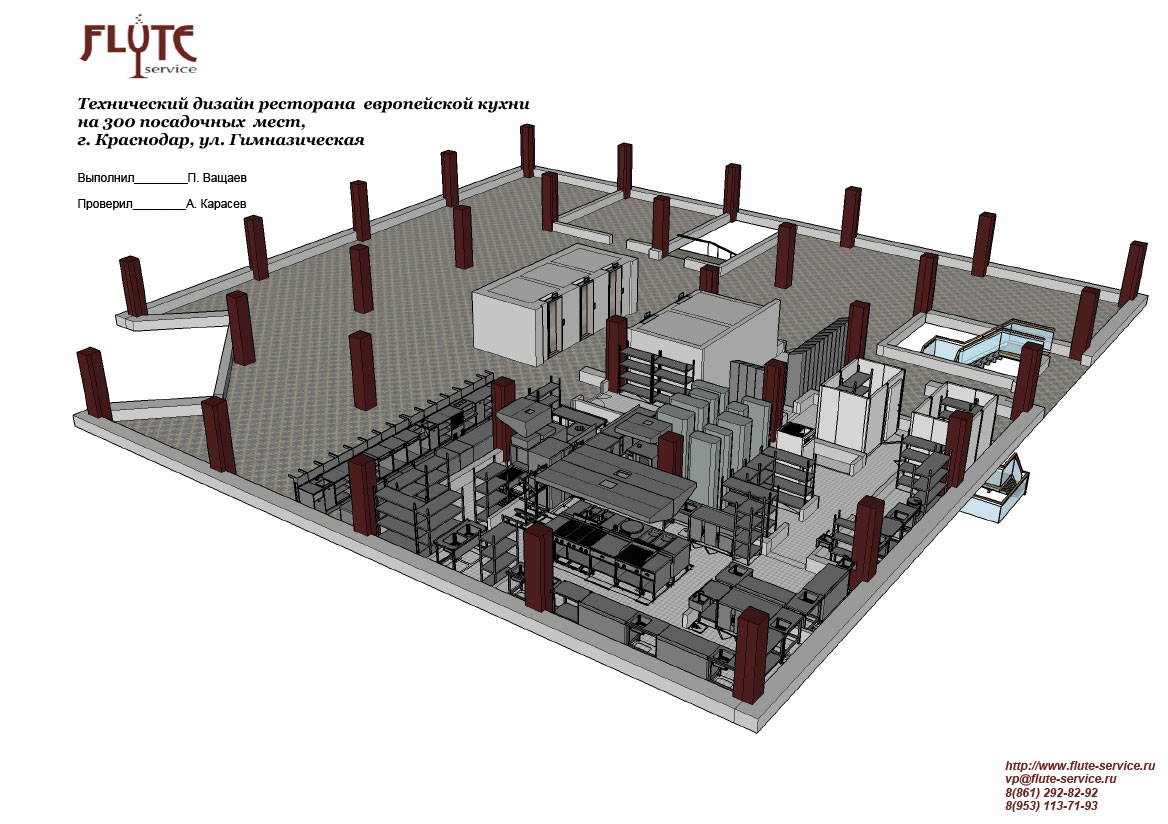 FLUTE
service
Технический дизайн ресторана европейской кухни
на 300 посадочных мест,
г. Краснодар, ул. Гимназическая
Выполнил________П. Ващаев
Проверил________А. Карасев
http://www.flute-service.ru
vp@flute-service.ru
8(861) 292-82-92
8(953) 113-71-93